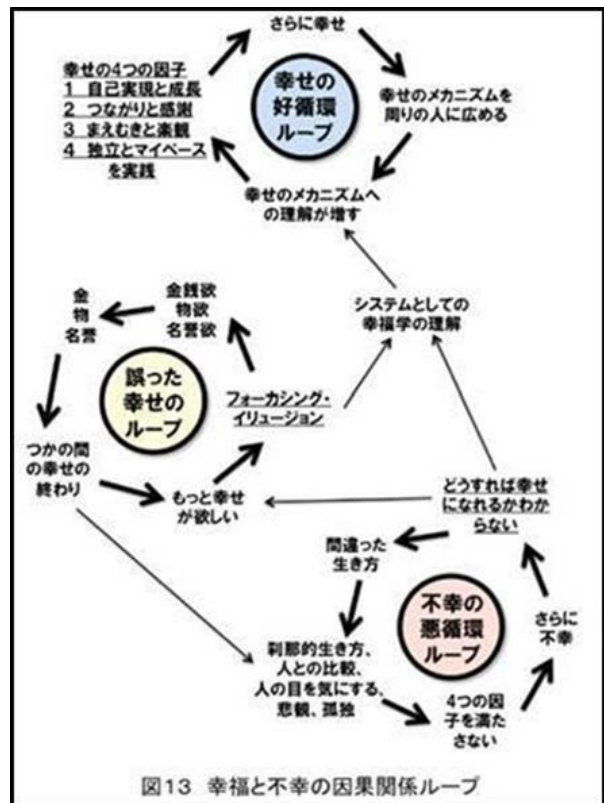 さらに幸せ
幸せの4つの因子
1 自己実現と成長
2 つながりと感謝
3 まえむきと楽観
4 独立とマイペース
を実践
幸せの
好循環
ループ
幸せのメカニズムを
周りの人に広める
幸せのメカニズムへ
の理解が増す
金
物
名誉
金銭欲
物欲
名誉欲
システムとしての
幸福学の理解
誤った
幸せの
ループ
フォーカシング・
イリュージョン
つかの間
の幸せの
終わり
もっと幸せ
が欲しい
どうすれば幸せ
になれるかわか
らない
間違った
生き方
不幸の
悪循環
ループ
さらに
不幸
刹那的生き方、
人との比較、
人の目を気にする、
悲観、孤独
4つの因
子を満た
さない
図13 幸福と不幸の因果関係ループ